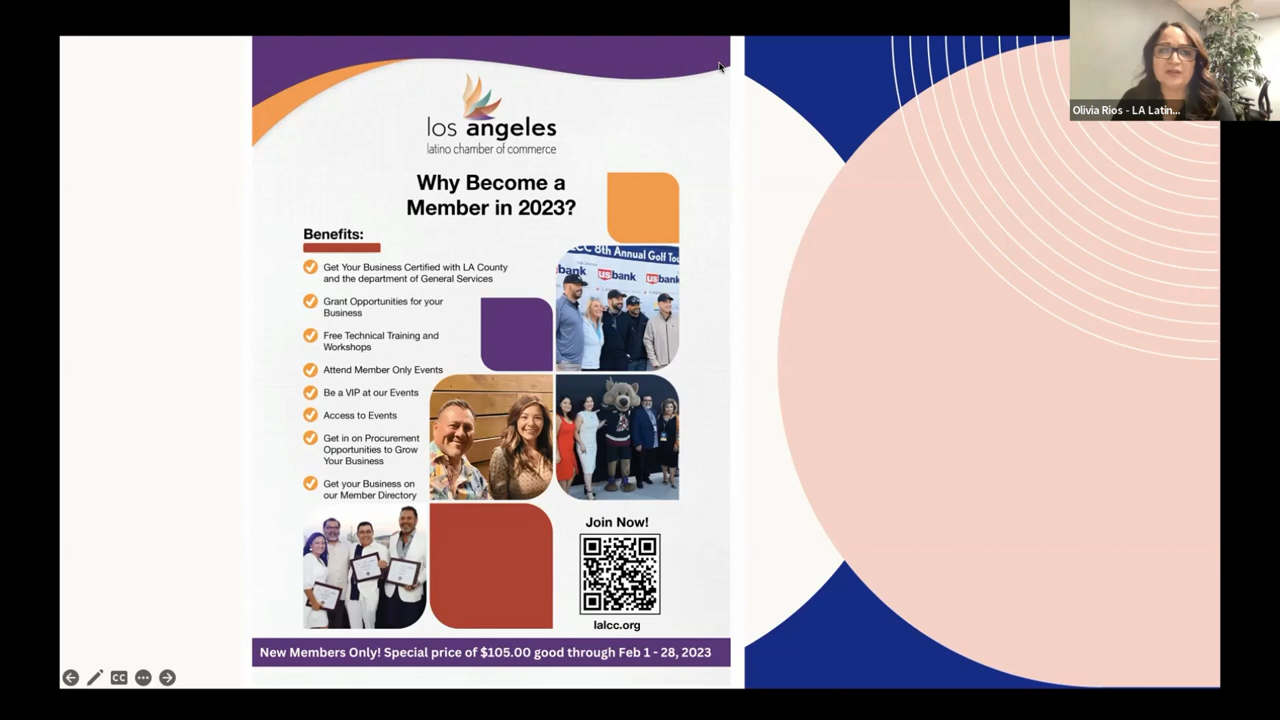 Olivia Rios - LA Latin...
los angeles
latino chamber of commerce
Why Become a
Member in 2023?
Benefits:
Get Your Business Certified with LA County
and the department of General Services
Grant Opportunities for your
Business
Free Technical Training and
Workshops
Attend Member Only Events
Be a VIP at our Events
Access to Events
Get in on Procurement
Opportunities to Grow
Your Business
Get your Business on
our Member Directory
CC 8th Annual Golf Tou
bank
usbank
usbank
Join Now!
lalcc.org
New Members Only! Special price of $105.00 good through Feb 1 - 28, 2023
CC